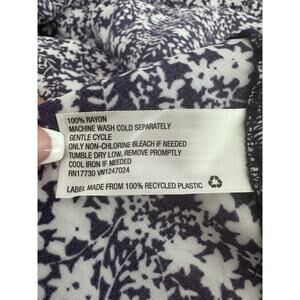 100% RAYON
MACHINE WASH COLD SEPARATELY
GENTLE CYCLE
ONLY NON-CHLORINE BLEACH IF NEEDED
TUMBLE DRY LOW, REMOVE PROMPTLY
COOL IRON IF NEEDED
RN17730 VN1247024
LABEL MADE FROM 100% RECYCLED PLASTIC